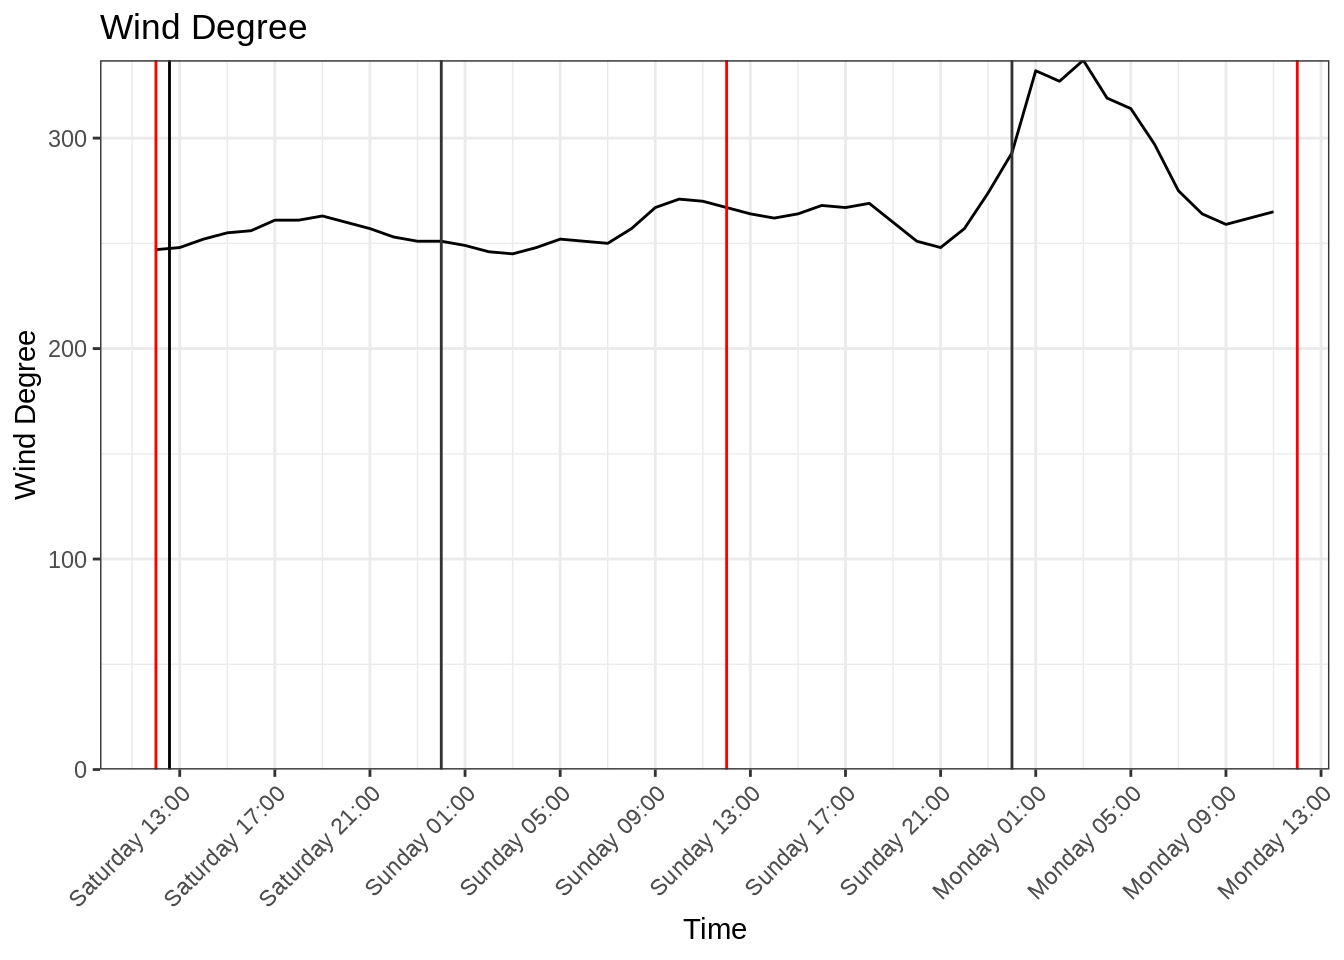 Wind Degree
Wind Degree
300
200
100
0
Saturday 13:00
Saturday 17:00
Saturday 21:00
Sunday 01:00
Sunday 05:00
Sunday 09:00
Sunday 13:00
Sunday 17:00
Sunday 21:00
Monday 01:00
Monday 05:00
Monday 09:00
Monday 13:00
Time